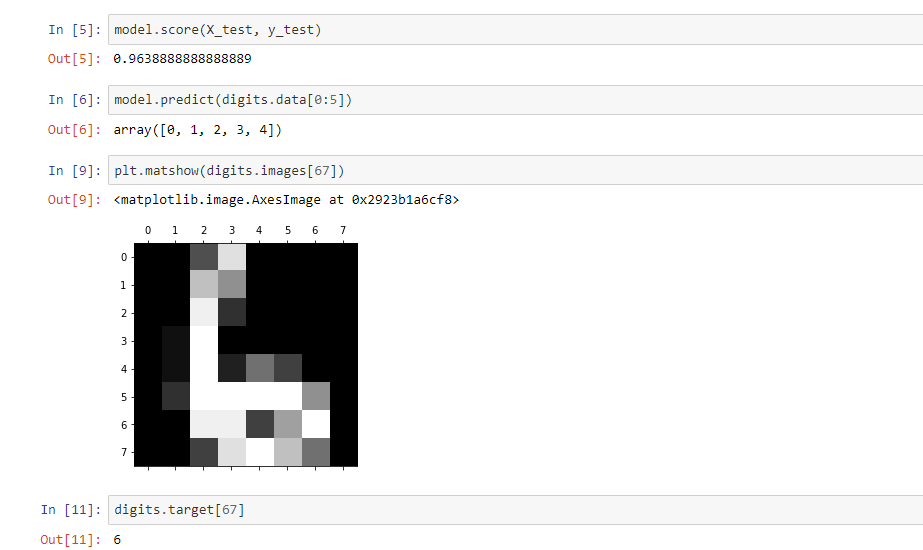 In [5]: model.score(X_test, y_test)
Out[5]: 0.9638888888888889
In [6]: model.predict(digits.data[0:5])
Out[6]: array([0, 1, 2, 3, 4])
In [9]: plt.matshow(digits.images[67])
Out[9]: <matplotlib.image.AxesImage at 0x2923b1a6cf8>
0 1 2 3 4 5 6 7
0
1
2
3
4
5
6
7
In [11]: digits.target[67]
Out[11]: 6